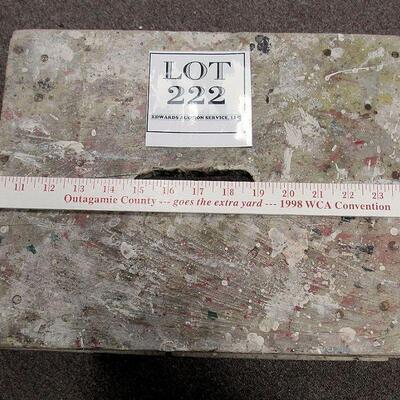 LOT
222
EDWARDS AUCTION SERVICE, LLC
11 12 13 14 15 16 17 18 19 20 21 22 23
Outagamie County --- goes the extra yard --- 1998 WCA Convention